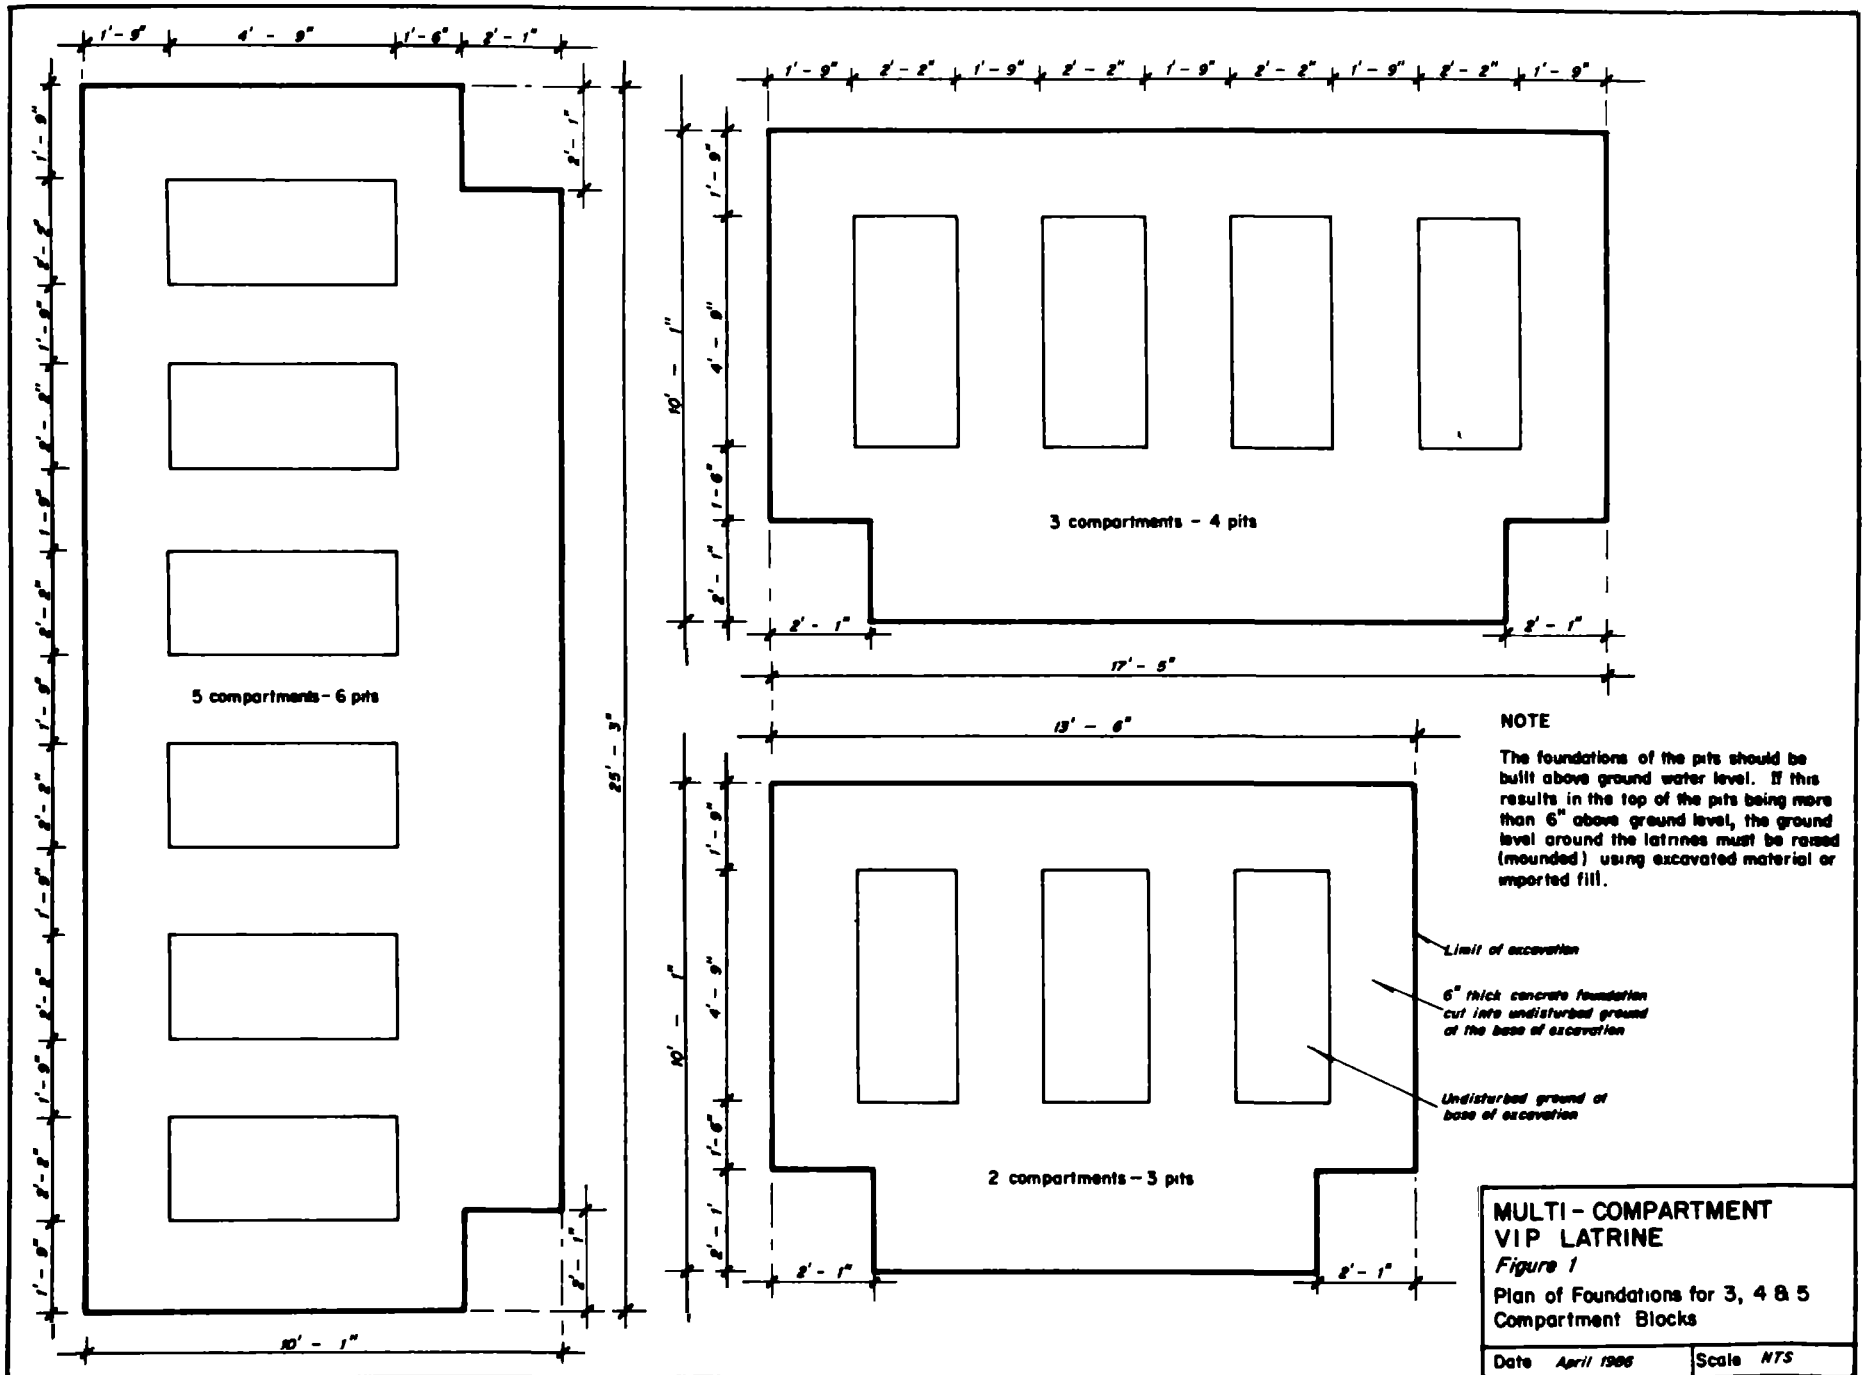 1'-9" 4' - 9" 1'-6" 2'-1"
1'-9"
2'-2"
1'-9"
2'-2"
1'-9"
2'-2"
1'-9"
2'-2"
1'-9"
2'-2"
1'-9"
2'-2"
1'-9"
2'-1"
25' - 3"
2'-1"
5 compartments - 6 pits
10' - 1"
1'-9" 2'-2" 1'-9" 2'-2" 1'-9" 2'-2" 1'-9" 2'-2" 1'-9"
10' - 1"
1'-9"
4' - 9"
1-6"
2'- 1"
3 compartments - 4 pits
2' - 1" 2' - 1"
17' - 5"
13' - 6"
10' - 1"
1'-9"
4' - 9"
1'-6"
2'- 1'
2 compartments - 3 pits
2' - 1" 2' - 1"
NOTE
The foundations of the pits should be
built above ground water level. If this
results in the top of the pits being more
than 6" above ground level, the ground
level around the latrines must be raised
(mounded) using excavated material or
imported fill.
Limit of excavation
6" thick concrete foundation
cut into undisturbed ground
at the base of excavation
Undisturbed ground at
base of excavation
MULTI - COMPARTMENT
VIP LATRINE
Figure 1
Plan of Foundations for 3, 4 & 5
Compartment Blocks
Date April 1986 Scale NTS